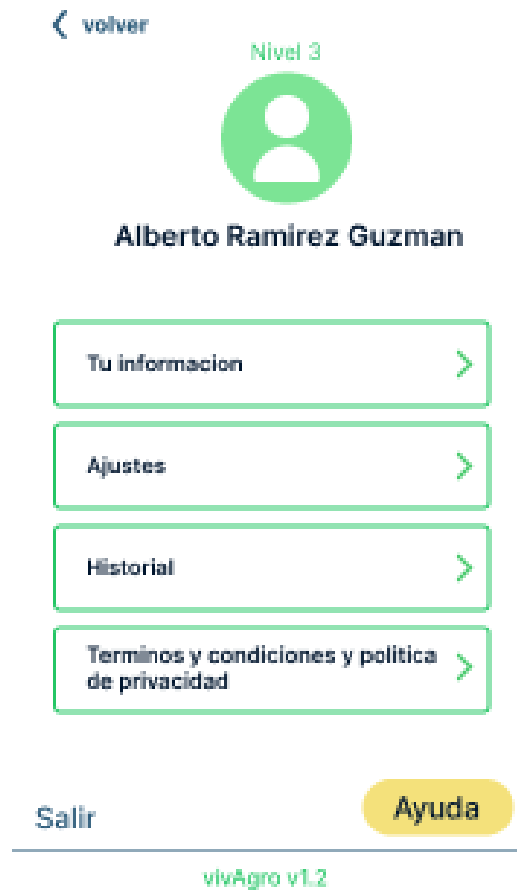 volver
Nivel 3
Alberto Ramirez Guzman
Tu informacion
Ajustes
Historial
Terminos y condiciones y politica
de privacidad
Salir
Ayuda
vivAgro v1.2